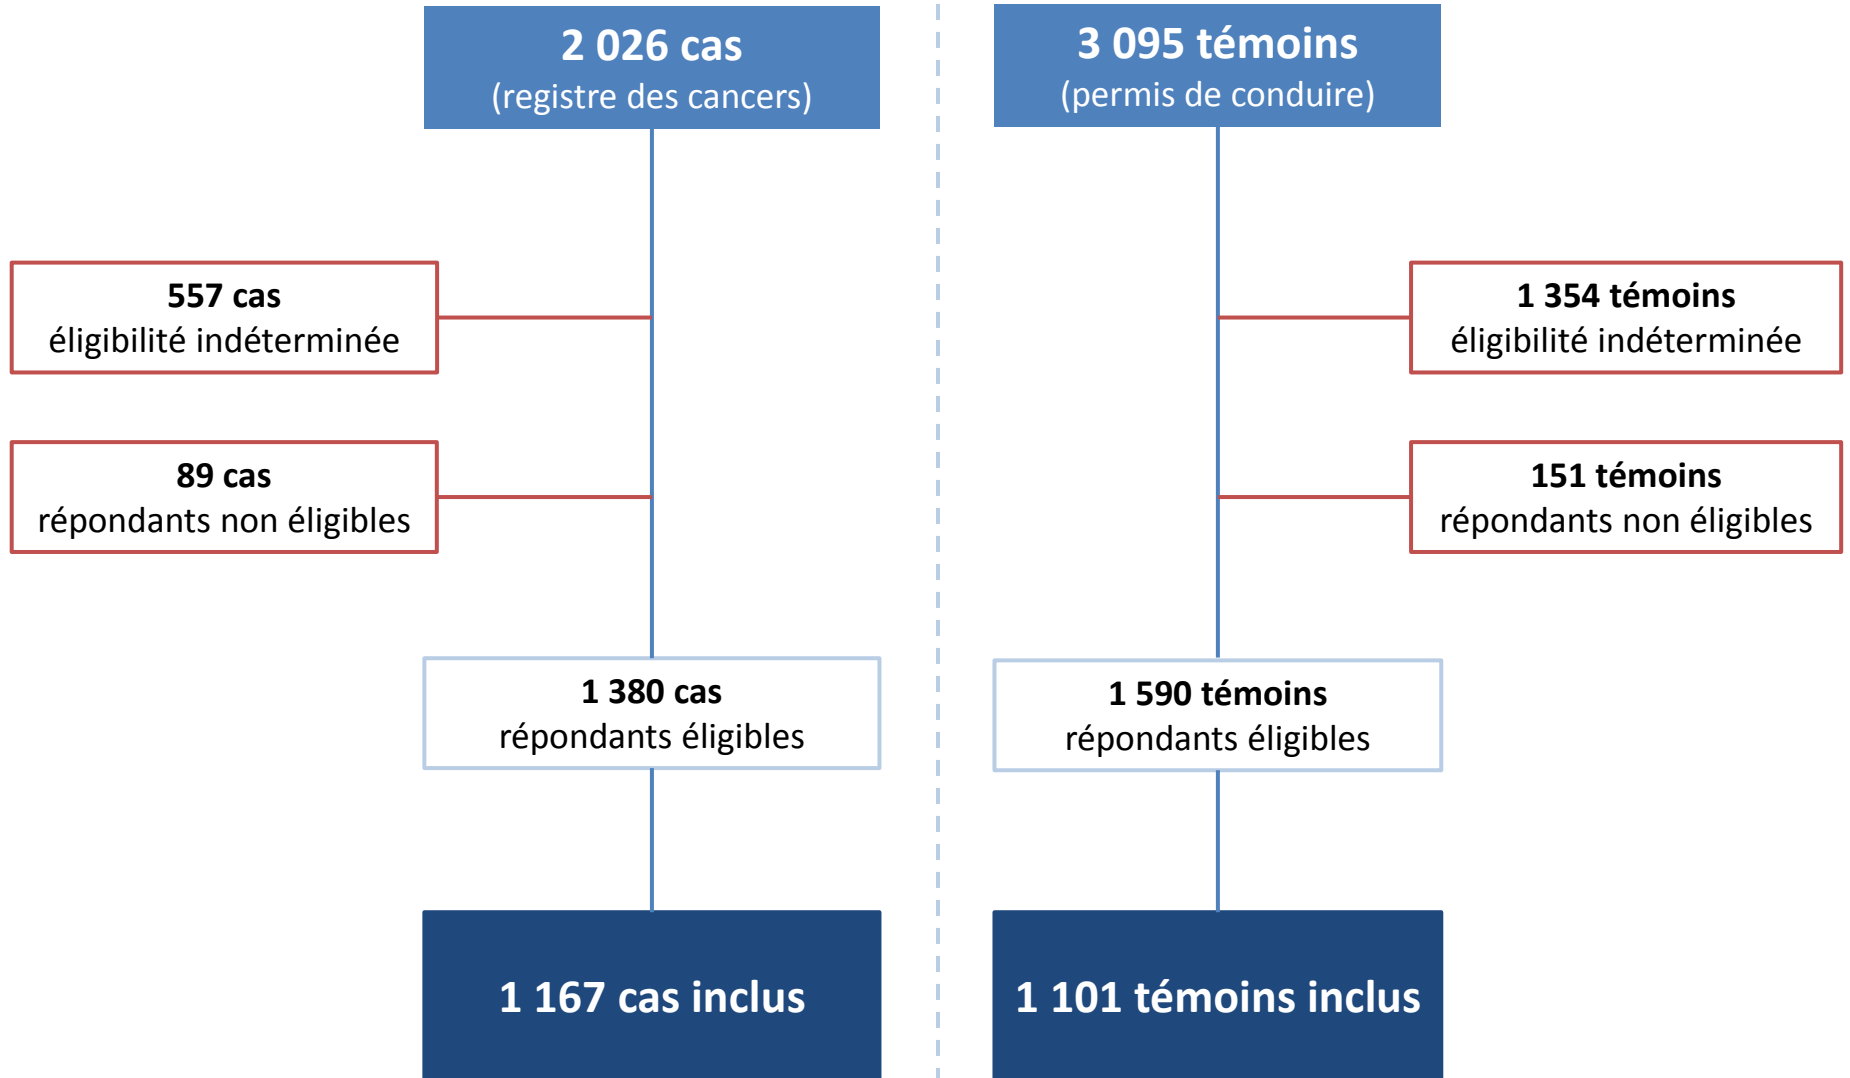 2 026 cas
(registre des cancers)
3 095 témoins
(permis de conduire)
557 cas
éligibilité indéterminée
1 354 témoins
éligibilité indéterminée
89 cas
répondants non éligibles
151 témoins
répondants non éligibles
1 380 cas
répondants éligibles
1 590 témoins
répondants éligibles
1 167 cas inclus
1 101 témoins inclus